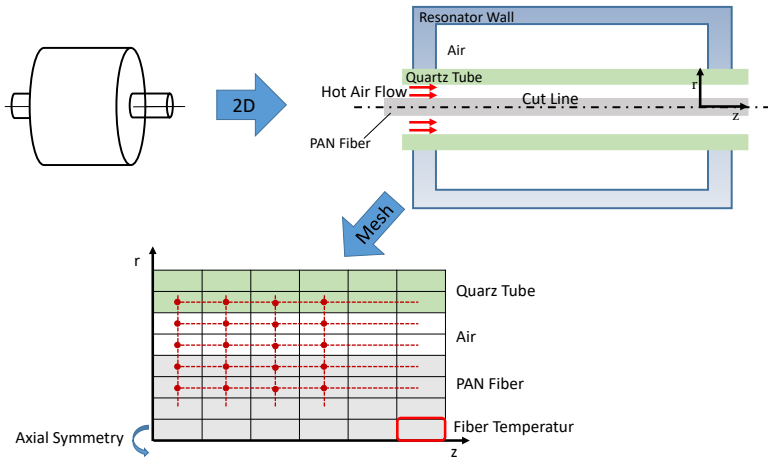 Resonator Wall
Air
Quartz Tube
2D
Hot Air Flow
Cut Line
r
z
PAN Fiber
Mesh
r
Quarz Tube
Air
PAN Fiber
Fiber Temperatur
Axial Symmetry
z